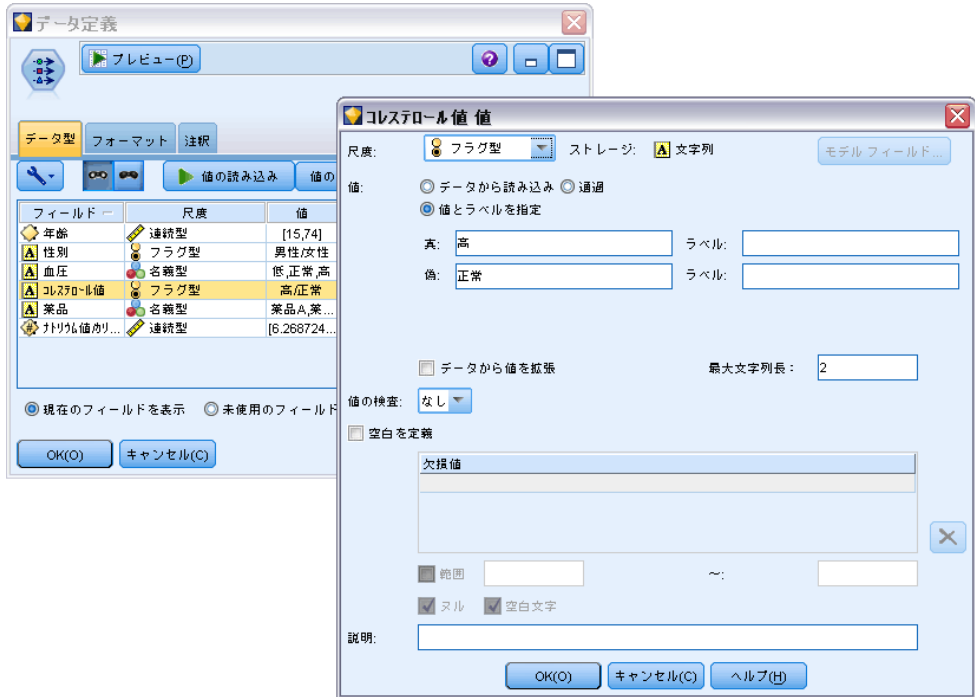 データ定義
プレビュー(P)
データ型 フォーマット 注釈
値の読み込み 値の
フィールド 尺度 値
年齢 連続型 [15,74]
性別 フラグ型 男性/女性
血圧 名義型 低,正常,高
コレステロール値 フラグ型 高/正常
薬品 名義型 薬品A,薬...
ナトリウム値/カリ... 連続型 [6.268724...
現在のフィールドを表示 未使用のフィールド
OK(O) キャンセル(C)
コレステロール値 値
尺度: フラグ型 ストレージ: A 文字列 モデル フィールド...
値: データから読み込み 通過
値とラベルを指定
真: 高 ラベル:
偽: 正常 ラベル:
データから値を拡張 最大文字列長: 2
値の検査: なし
空白を定義
欠損値
範囲 ~:
ヌル 空白文字
説明:
OK(O) キャンセル(C) ヘルプ(H)